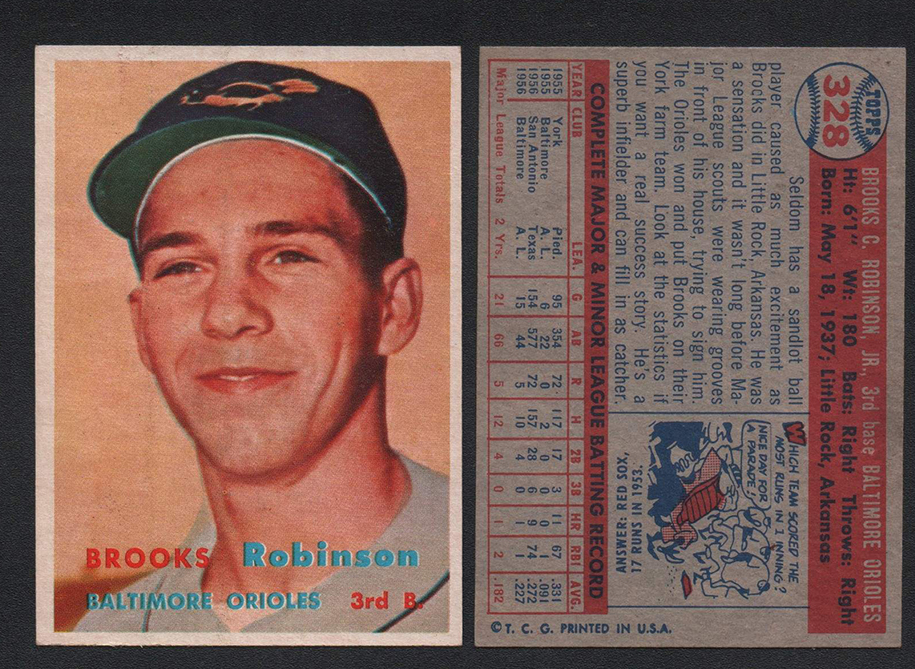 BROOKS Robinson
BALTIMORE ORIOLES 3rd B.
TOPPS
328
BROOKS C. ROBINSON, JR., 3rd base BALTIMORE ORIOLES
Ht: 6'1" Wt: 180 Bats: Right Throws: Right
Born: May 18, 1937; Little Rock, Arkansas
Seldom has a sandlot ball
player caused as much excitement as
Brooks did in Little Rock, Arkansas. He was
a sensation and it wasn't long before Ma-
jor League scouts were wearing grooves
in front of his house, trying to sign him.
The Orioles won and put Brooks on their
York farm team. Look at the statistics if
you want a real success story. He's a
superb infielder and can fill in as catcher.
WHICH TEAM SCORED THE
MOST RUNS IN 1 INNING?
NICE DAY FOR
A PARADE!
ANSWER: RED SOX,
17 RUNS IN 1953.
COMPLETE MAJOR & MINOR LEAGUE BATTING RECORD
YEAR CLUB LEA. G AB R H 2B 3B HR RBI AVG.
1955 York Pied. 95 354 72 117 17 3 11 67 .331
1955 Baltimore A. L. 6 22 0 2 0 0 0 1 .091
1956 San Antonio Texas 154 577 72 157 28 6 9 74 .272
1956 Baltimore A. L. 15 44 5 10 4 0 1 1 .227
Major League Totals 2 Yrs. 21 66 5 12 4 0 1 2 .182
© T. C. G. PRINTED IN U.S.A.